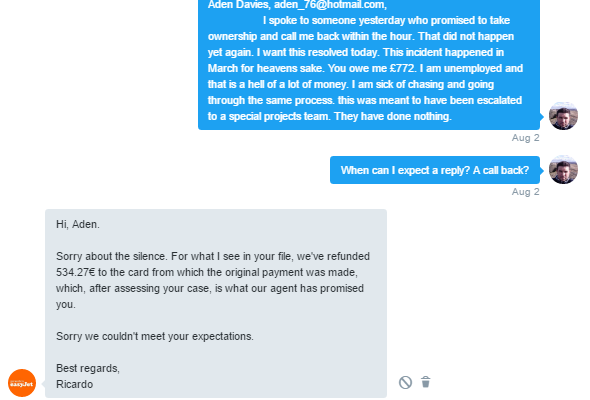 Aden Davies, aden_76@hotmail.com,
I spoke to someone yesterday who promised to take
ownership and call me back within the hour. That did not happen
yet again. I want this resolved today. This incident happened in
March for heavens sake. You owe me £772. I am unemployed and
that is a hell of a lot of money. I am sick of chasing and going
through the same process. this was meant to have been escalated
to a special projects team. They have done nothing.
Aug 2
When can I expect a reply? A call back?
Aug 2
Hi, Aden.
Sorry about the silence. For what I see in your file, we've refunded
534.27€ to the card from which the original payment was made,
which, after assessing your case, is what our agent has promised
you.
Sorry we couldn't meet your expectations.
Best regards,
Ricardo
easyJet